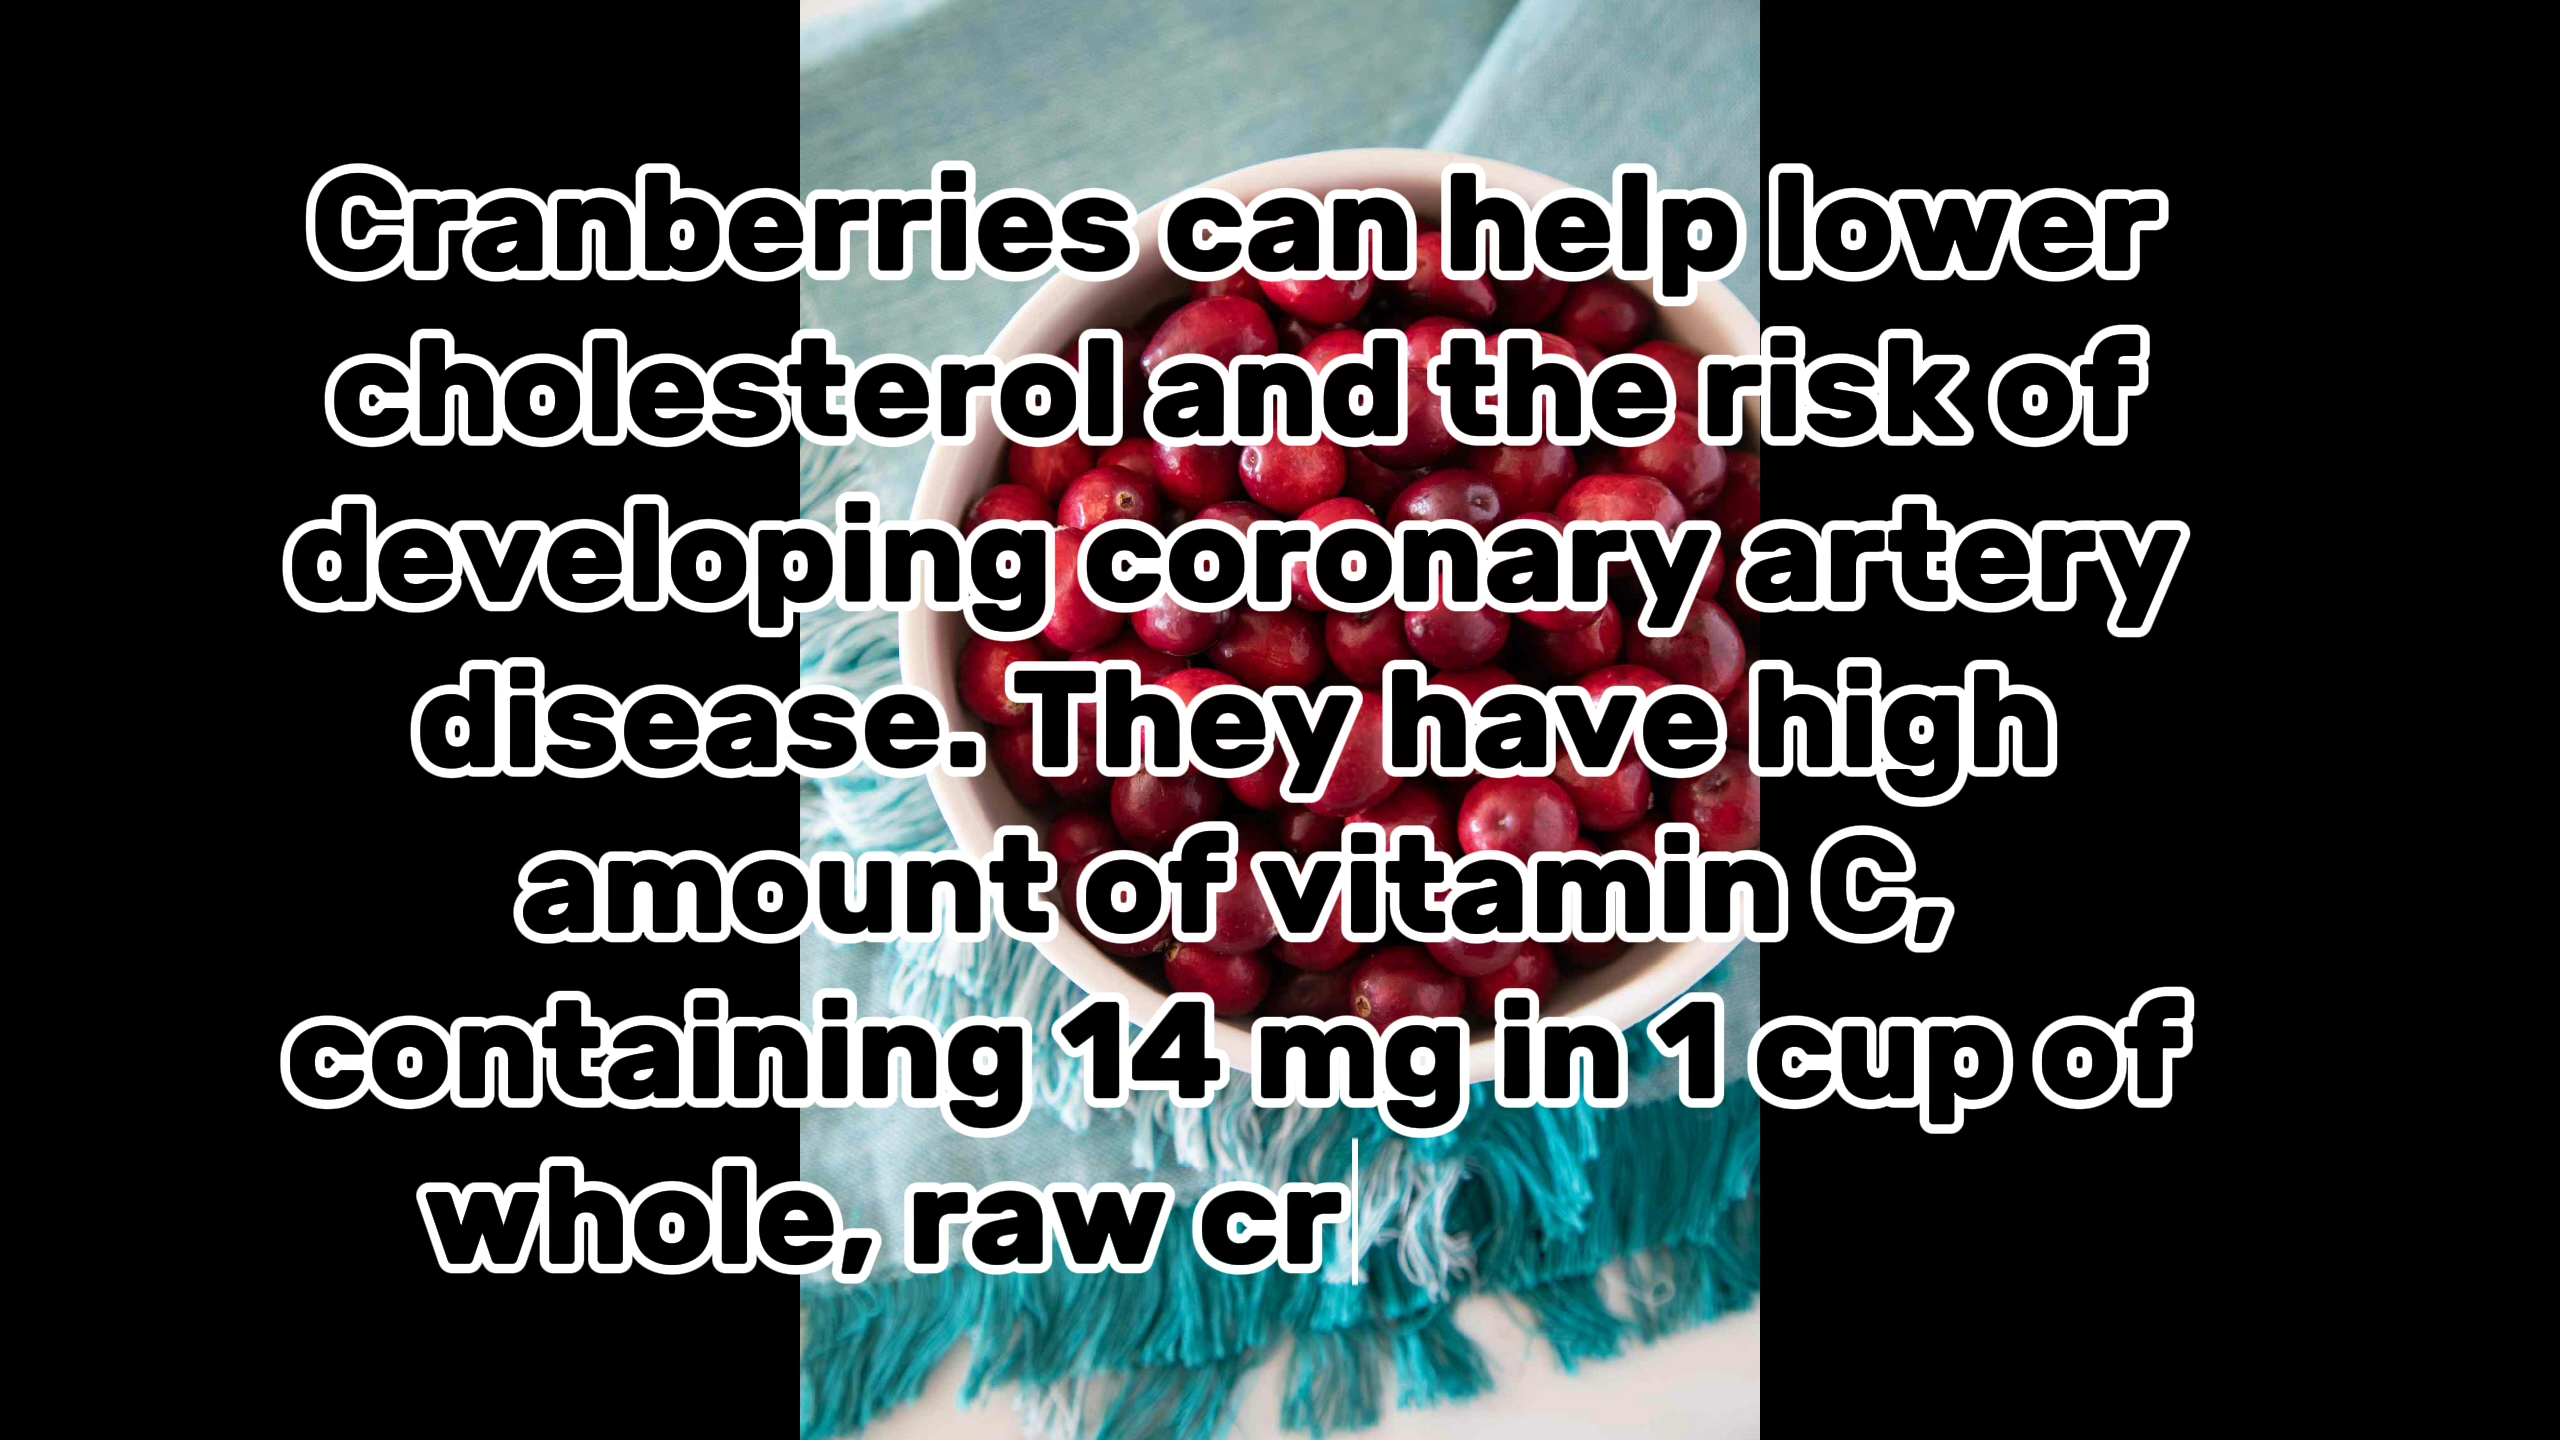 Cranberries can help lower
cholesterol and the risk of
developing coronary artery
disease. They have high
amount of vitamin C,
containing 14 mg in 1 cup of
whole, raw cr